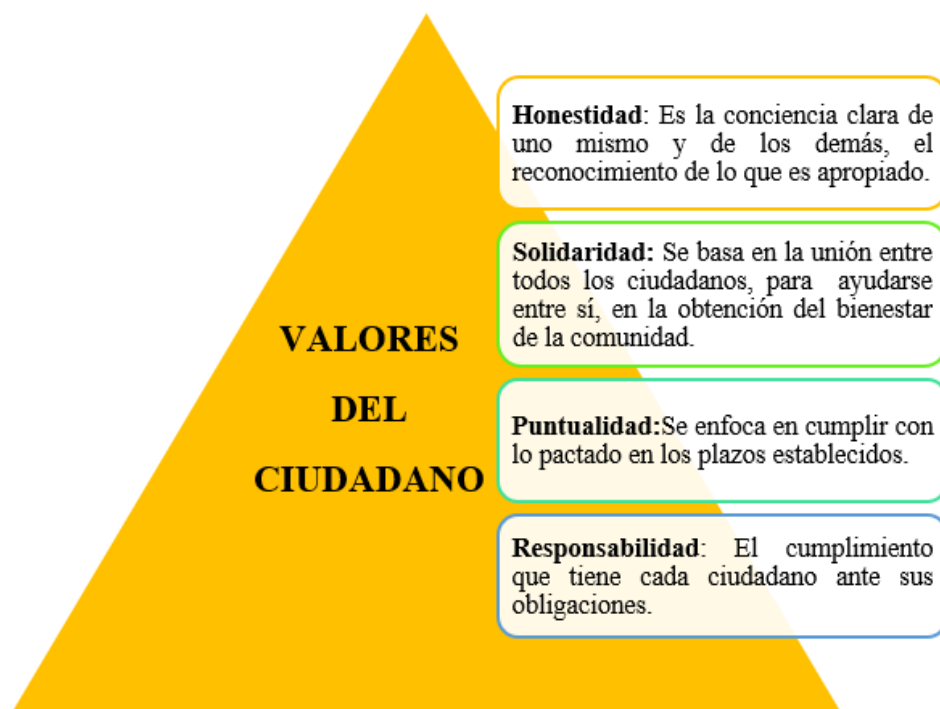 Honestidad: Es la conciencia clara de
uno mismo y de los demás, el
reconocimiento de lo que es apropiado.
Solidaridad: Se basa en la unión entre
todos los ciudadanos, para ayudarse
entre sí, en la obtención del bienestar
de la comunidad.
VALORES
DEL
CIUDADANO
Puntualidad:Se enfoca en cumplir con
lo pactado en los plazos establecidos.
Responsabilidad: El cumplimiento
que tiene cada ciudadano ante sus
obligaciones.